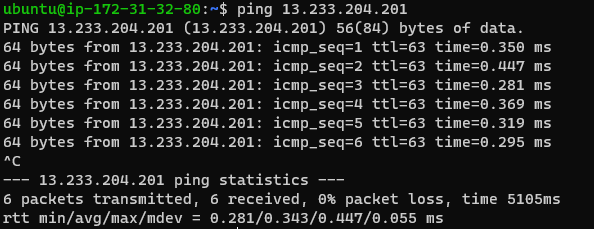 ubuntu@ip-172-31-32-80:~$ ping 13.233.204.201
PING 13.233.204.201 (13.233.204.201) 56(84) bytes of data.
64 bytes from 13.233.204.201: icmp_seq=1 ttl=63 time=0.350 ms
64 bytes from 13.233.204.201: icmp_seq=2 ttl=63 time=0.447 ms
64 bytes from 13.233.204.201: icmp_seq=3 ttl=63 time=0.281 ms
64 bytes from 13.233.204.201: icmp_seq=4 ttl=63 time=0.369 ms
64 bytes from 13.233.204.201: icmp_seq=5 ttl=63 time=0.319 ms
64 bytes from 13.233.204.201: icmp_seq=6 ttl=63 time=0.295 ms
^C
--- 13.233.204.201 ping statistics ---
6 packets transmitted, 6 received, 0% packet loss, time 5105ms
rtt min/avg/max/mdev = 0.281/0.343/0.447/0.055 ms